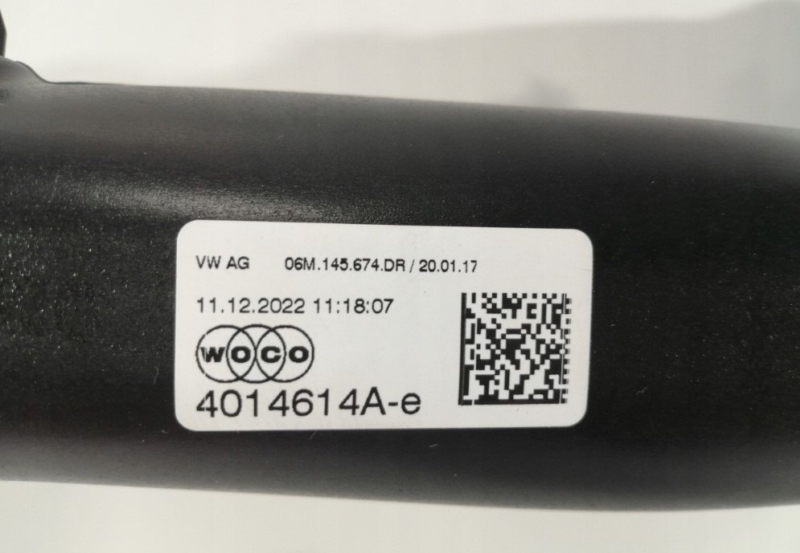 VW AG 06M.145.674.DR / 20.01.17
11.12.2022 11:18:07
WOCO
4014614A-e